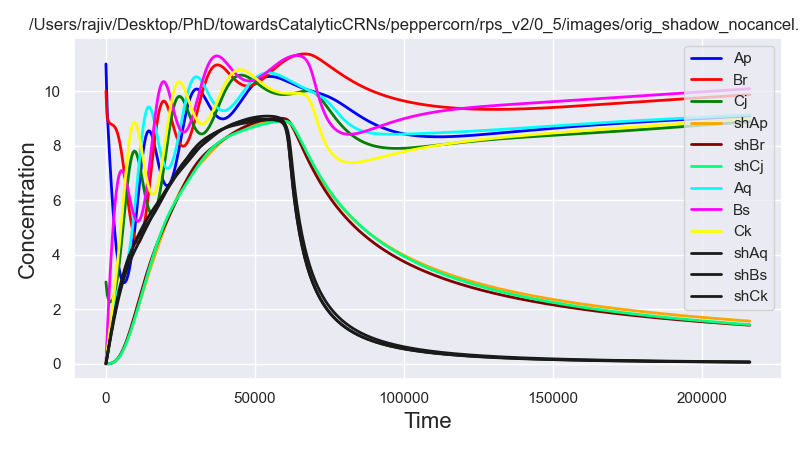 /Users/rajiv/Desktop/PhD/towardsCatalyticCRNs/peppercorn/rps_v2/0_5/images/orig_shadow_nocancel.
Concentration
10
8
6
4
2
0
0
50000
100000
150000
200000
Time
Ap
Br
Cj
shAp
shBr
shCj
Aq
Bs
Ck
shAq
shBs
shCk